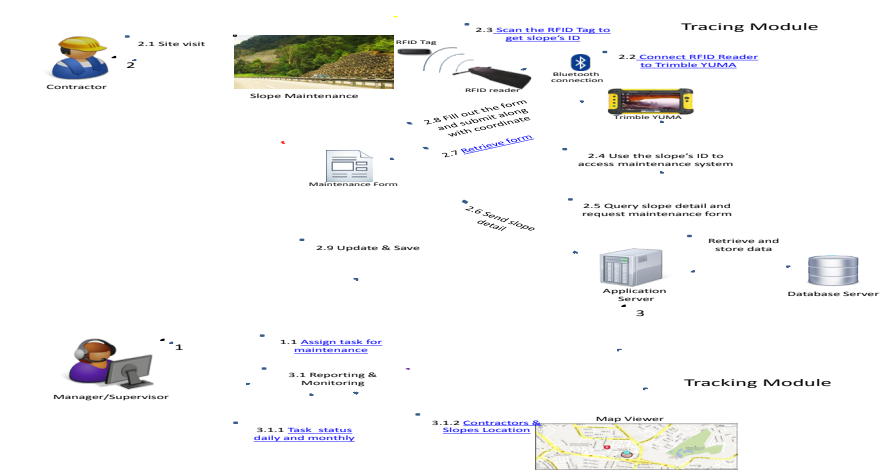 Tracing Module
2.3 Scan the RFID Tag to
get slope's ID
2.1 Site visit
RFID Tag
2.2 Connect RFID Reader
to Trimble YUMA
2
Bluetooth
connection
Contractor
Slope Maintenance
RFID reader
Trimble YUMA
2.8 Fill out the form
and submit along
with coordinate
2.7 Retrieve form
2.4 Use the slope's ID to
access maintenance system
Maintenance Form
2.5 Query slope detail and
request maintenance form
2.6 Send slope
detail
2.9 Update & Save
Retrieve and
store data
Application
Server
Database Server
3
1
1.1 Assign task for
maintenance
3.1 Reporting &
Monitoring
Tracking Module
Manager/Supervisor
3.1.1 Task status
daily and monthly
3.1.2 Contractors &
Slopes Location
Map Viewer